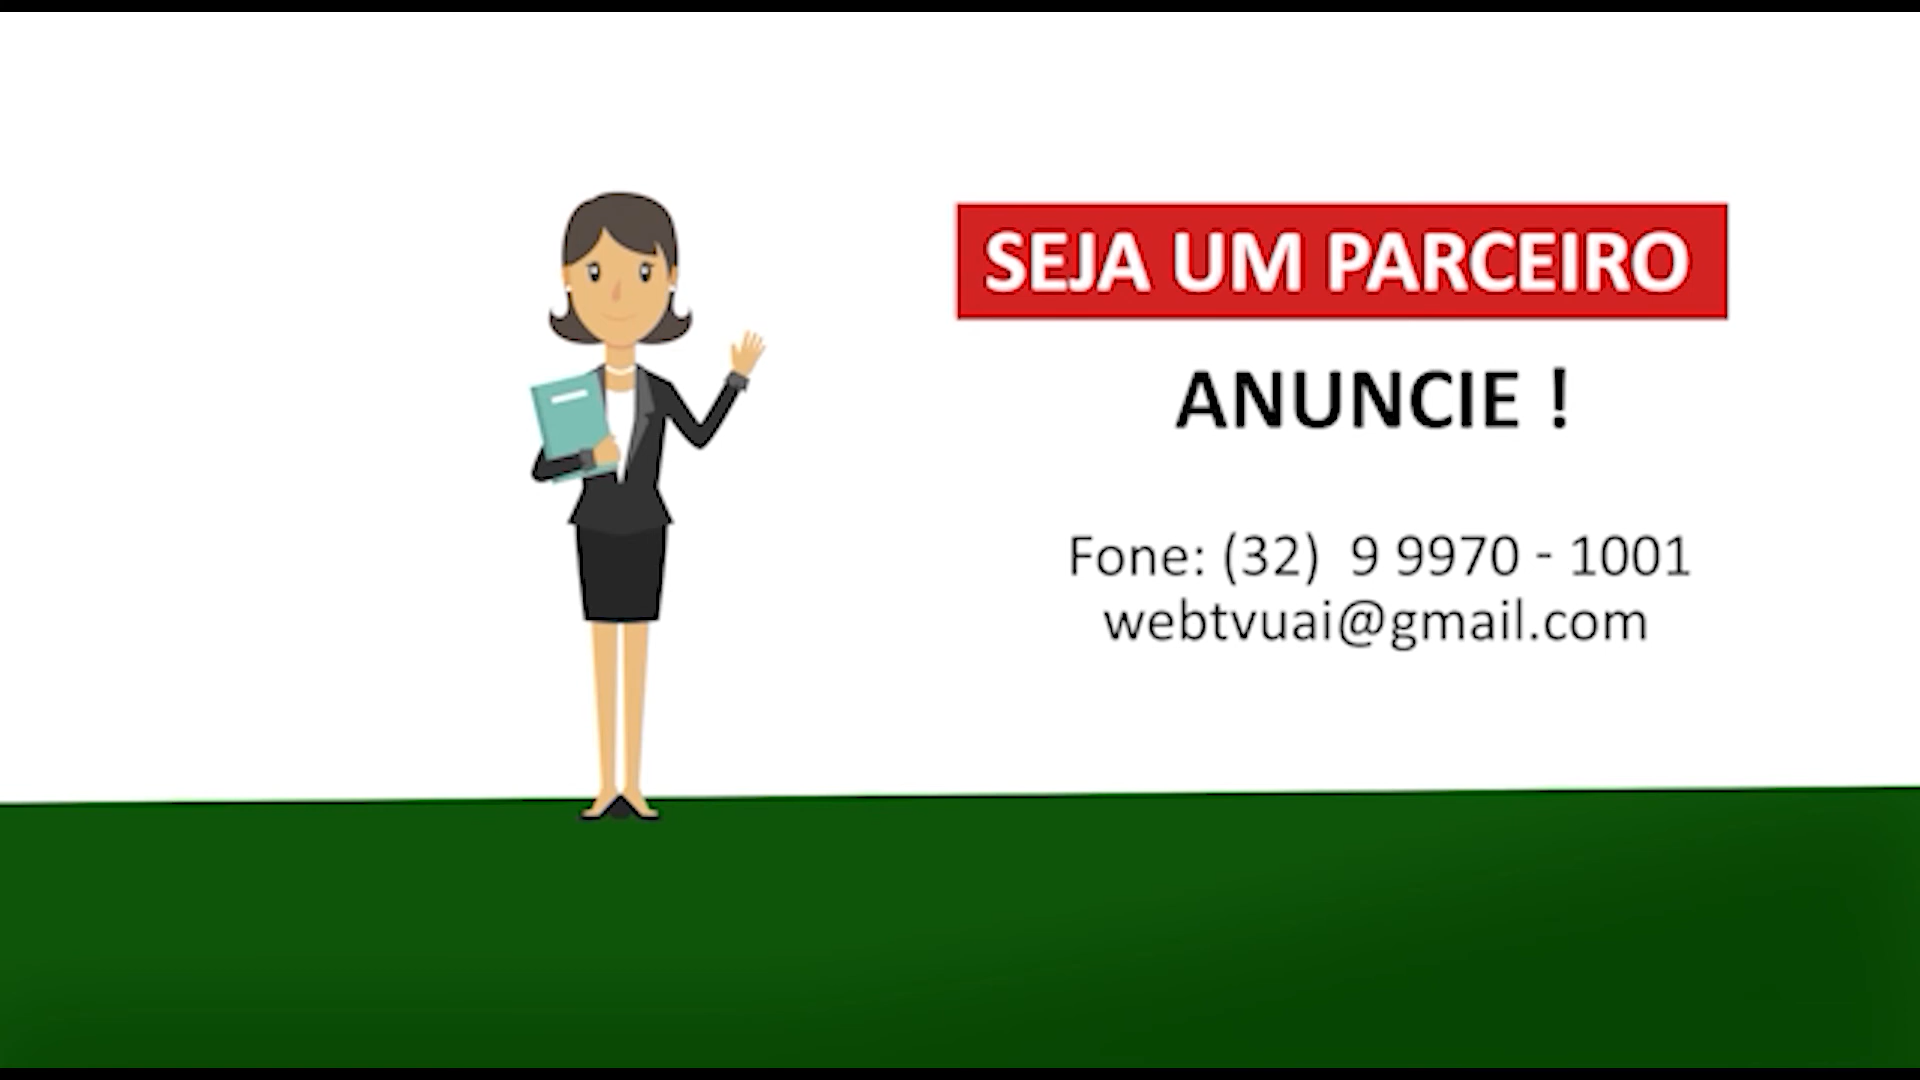 SEJA UM PARCEIRO
ANUNCIE !
Fone: (32) 9 9970 - 1001
webtvuai@gmail.com